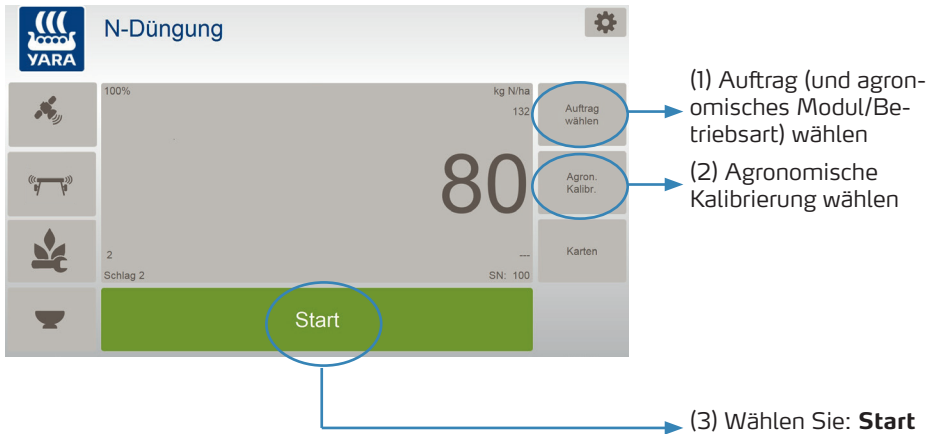 YARA
N-Düngung
100%
kg N/ha
132
80
2
---
Schlag 2
SN: 100
Auftrag
wählen
Agron.
Kalibr.
Karten
Start
(1) Auftrag (und agron-
omisches Modul/Be-
triebsart) wählen
(2) Agronomische
Kalibrierung wählen
(3) Wählen Sie: Start